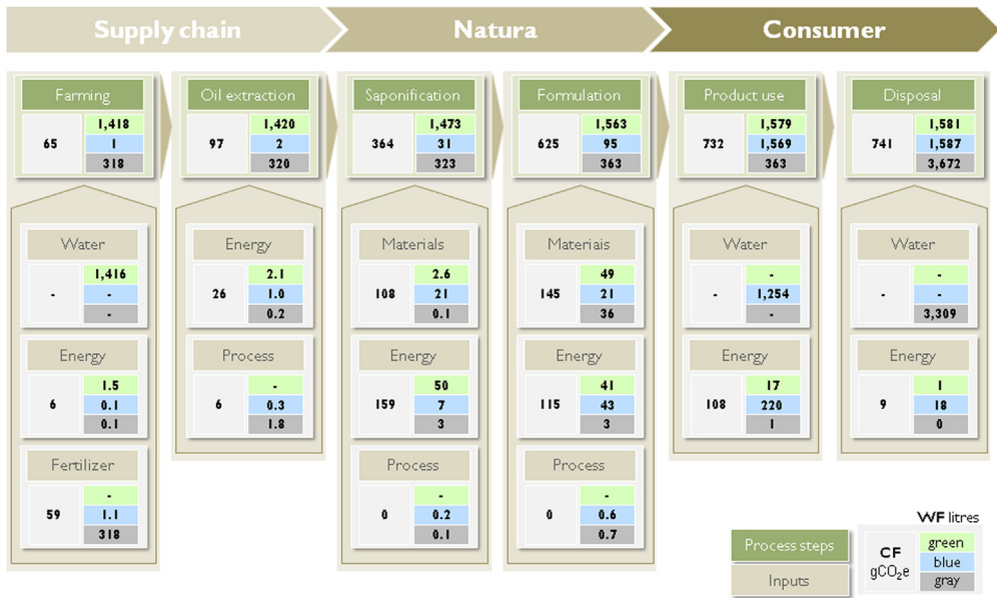 Supply chain
Natura
Consumer
Farming
65
1,418
1
318
Oil extraction
97
1,420
2
320
Saponification
364
1,473
31
323
Formulation
625
1,563
95
363
Product use
732
1,579
1,569
363
Disposal
741
1,581
1,587
3,672
Water
-
1,416
-
-
Energy
6
1.5
0.1
0.1
Fertilizer
59
-
1.1
318
Energy
26
2.1
1.0
0.2
Process
6
-
0.3
1.8
Materials
108
2.6
21
0.1
Energy
159
50
7
3
Process
0
-
0.2
0.1
Materials
145
49
21
36
Energy
115
41
43
3
Process
0
-
0.6
0.7
Water
-
-
1,254
-
Energy
108
17
220
1
Water
-
-
-
3,309
Energy
9
1
18
0
Process steps
Inputs
WF litres
CF
gCO₂e
green
blue
gray